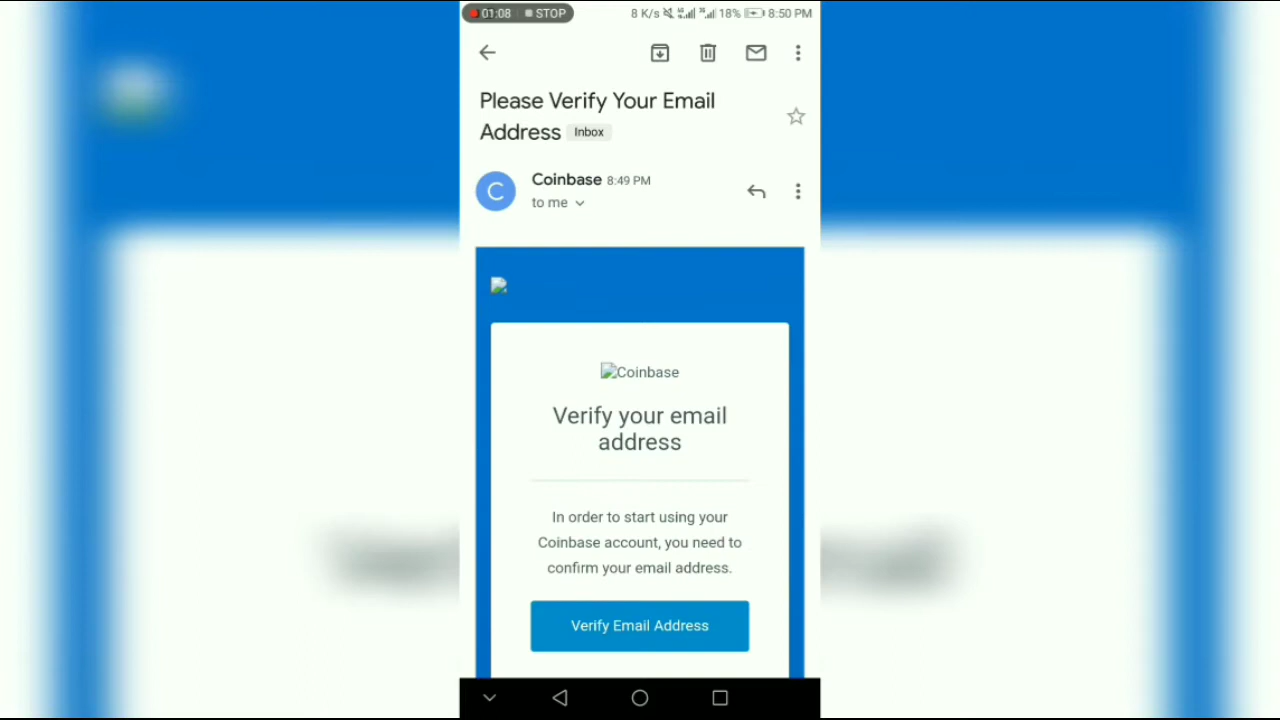 01:08 STOP 8 K/s 18% 8:50 PM
Please Verify Your Email
Address Inbox
C
Coinbase 8:49 PM
to me
Coinbase
Verify your email
address
In order to start using your
Coinbase account, you need to
confirm your email address.
Verify Email Address